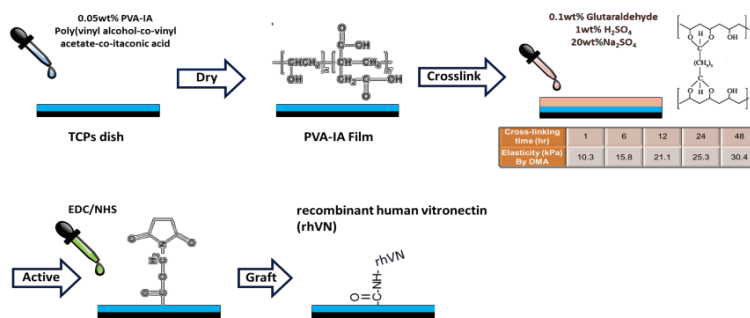 0.05wt% PVA-IA
Poly(vinyl alcohol-co-vinyl
acetate-co-itaconic acid
TCPs dish
Dry
PVA-IA Film
Crosslink
0.1wt% Glutaraldehyde
1wt% H₂SO₄
20wt%Na₂SO₄
Cross-linking
time (hr) 1 6 12 24 48
Elasticity (kPa)
By DMA 10.3 15.8 21.1 25.3 30.4
Active
EDC/NHS
Graft
recombinant human vitronectin
(rhVN)
rhVN
O=C-NH-